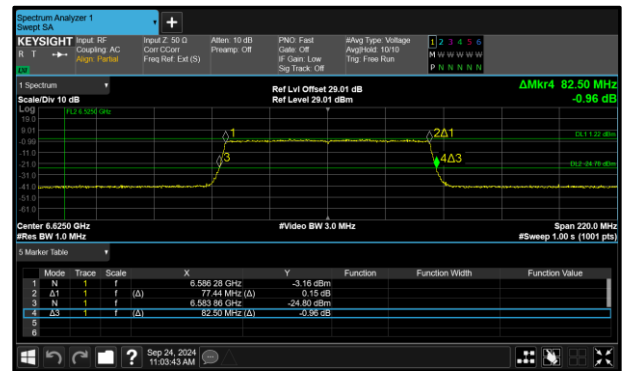 Spectrum Analyzer 1
Swept SA
+
KEYSIGHT Input: RF Input Z: 50 Ω Atten: 10 dB PNO: Fast #Avg Type: Voltage 1 2 3 4 5 6
R T Coupling: AC Corr CCorr Preamp: Off Gate: Off Avg|Hold: 10/10 M W W W W W
Align: Partial Freq Ref: Ext (S) IF Gain: Low Trig: Free Run
Sig Track: Off P N N N N N
1 Spectrum Ref Lvl Offset 29.01 dB ΔMkr4 82.50 MHz
Scale/Div 10 dB Ref Level 29.01 dBm -0.96 dB
Log
19.0
9.01
-0.99
-11.0
-21.0
-31.0
-41.0
-51.0
-61.0
FL2 6.5250 GHz
1 2Δ1 DL1 1.22 dBm
3 4Δ3 DL2 -24.78 dBm
Center 6.6250 GHz #Video BW 3.0 MHz Span 220.0 MHz
#Res BW 1.0 MHz #Sweep 1.00 s (1001 pts)
5 Marker Table
Mode Trace Scale X Y Function Function Width Function Value
1 N 1 f 6.586 28 GHz -3.16 dBm
2 Δ1 1 f (Δ) 77.44 MHz (Δ) 0.15 dB
3 N 1 f 6.583 86 GHz -24.80 dBm
4 Δ3 1 f (Δ) 82.50 MHz (Δ) -0.96 dB
5
6
? Sep 24, 2024
11:03:43 AM